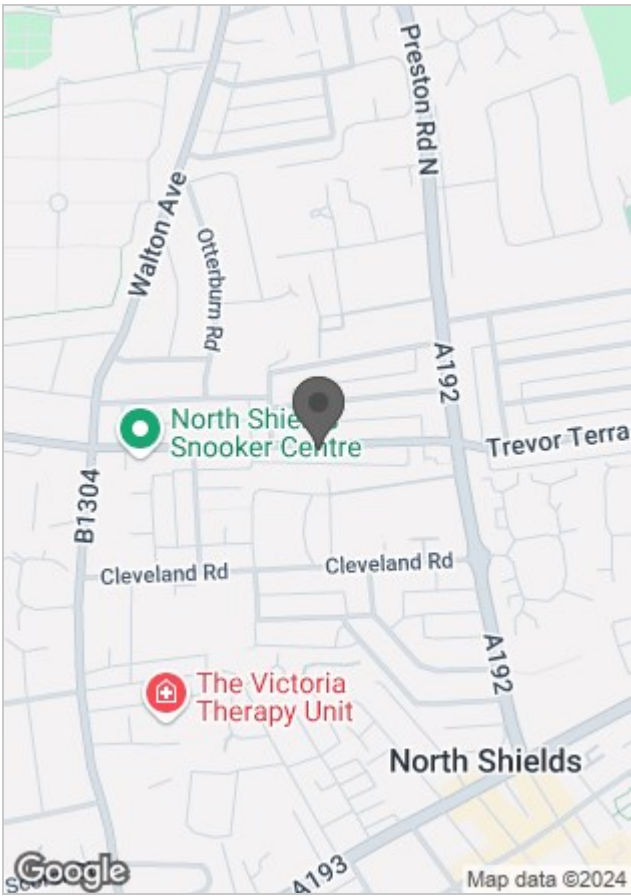 Preston Rd N
Walton Ave
Otterburn Rd
A192
North Shields
Snooker Centre
Trevor Terra
B1304
Cleveland Rd
Cleveland Rd
A192
The Victoria
Therapy Unit
North Shields
A193
Google
Map data ©2024